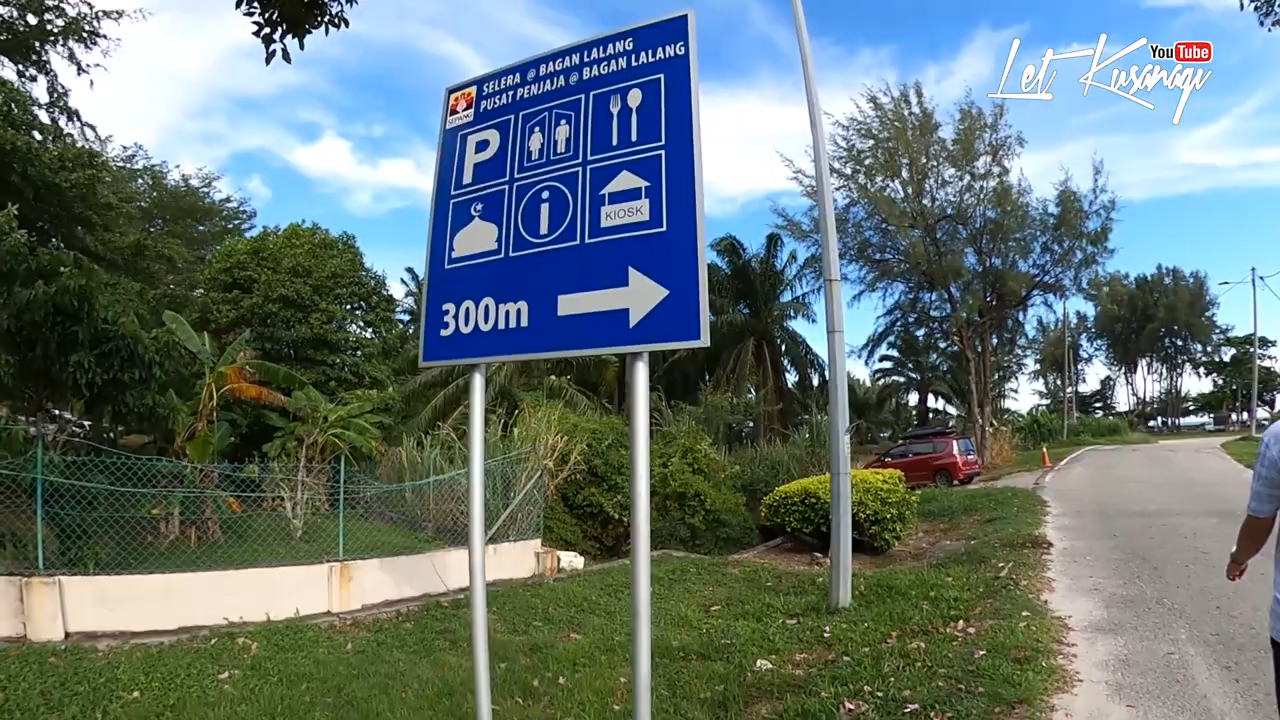 Let Kusanagi
YouTube
SELERA @ BAGAN LALANG
PUSAT PENJAJA @ BAGAN LALANG
SEPANG
P
i
KIOSK
300m